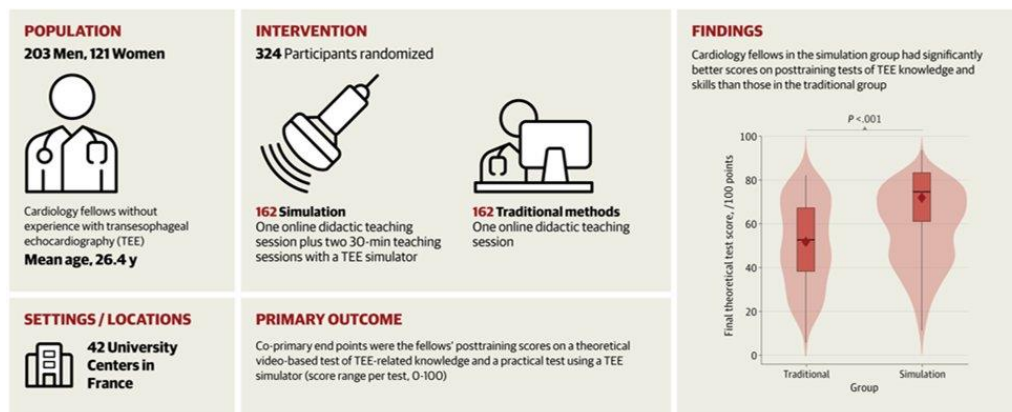 POPULATION
203 Men, 121 Women
Cardiology fellows without
experience with transesophageal
echocardiography (TEE)
Mean age, 26.4 y
INTERVENTION
324 Participants randomized
162 Simulation
One online didactic teaching
session plus two 30-min teaching
sessions with a TEE simulator
162 Traditional methods
One online didactic teaching
session
SETTINGS / LOCATIONS
42 University
Centers in
France
PRIMARY OUTCOME
Co-primary end points were the fellows' posttraining scores on a theoretical
video-based test of TEE-related knowledge and a practical test using a TEE
simulator (score range per test, 0-100)
FINDINGS
Cardiology fellows in the simulation group had significantly
better scores on posttraining tests of TEE knowledge and
skills than those in the traditional group
P <.001
Final theoretical test score, /100 points
100
80
60
40
20
0
Traditional
Simulation
Group